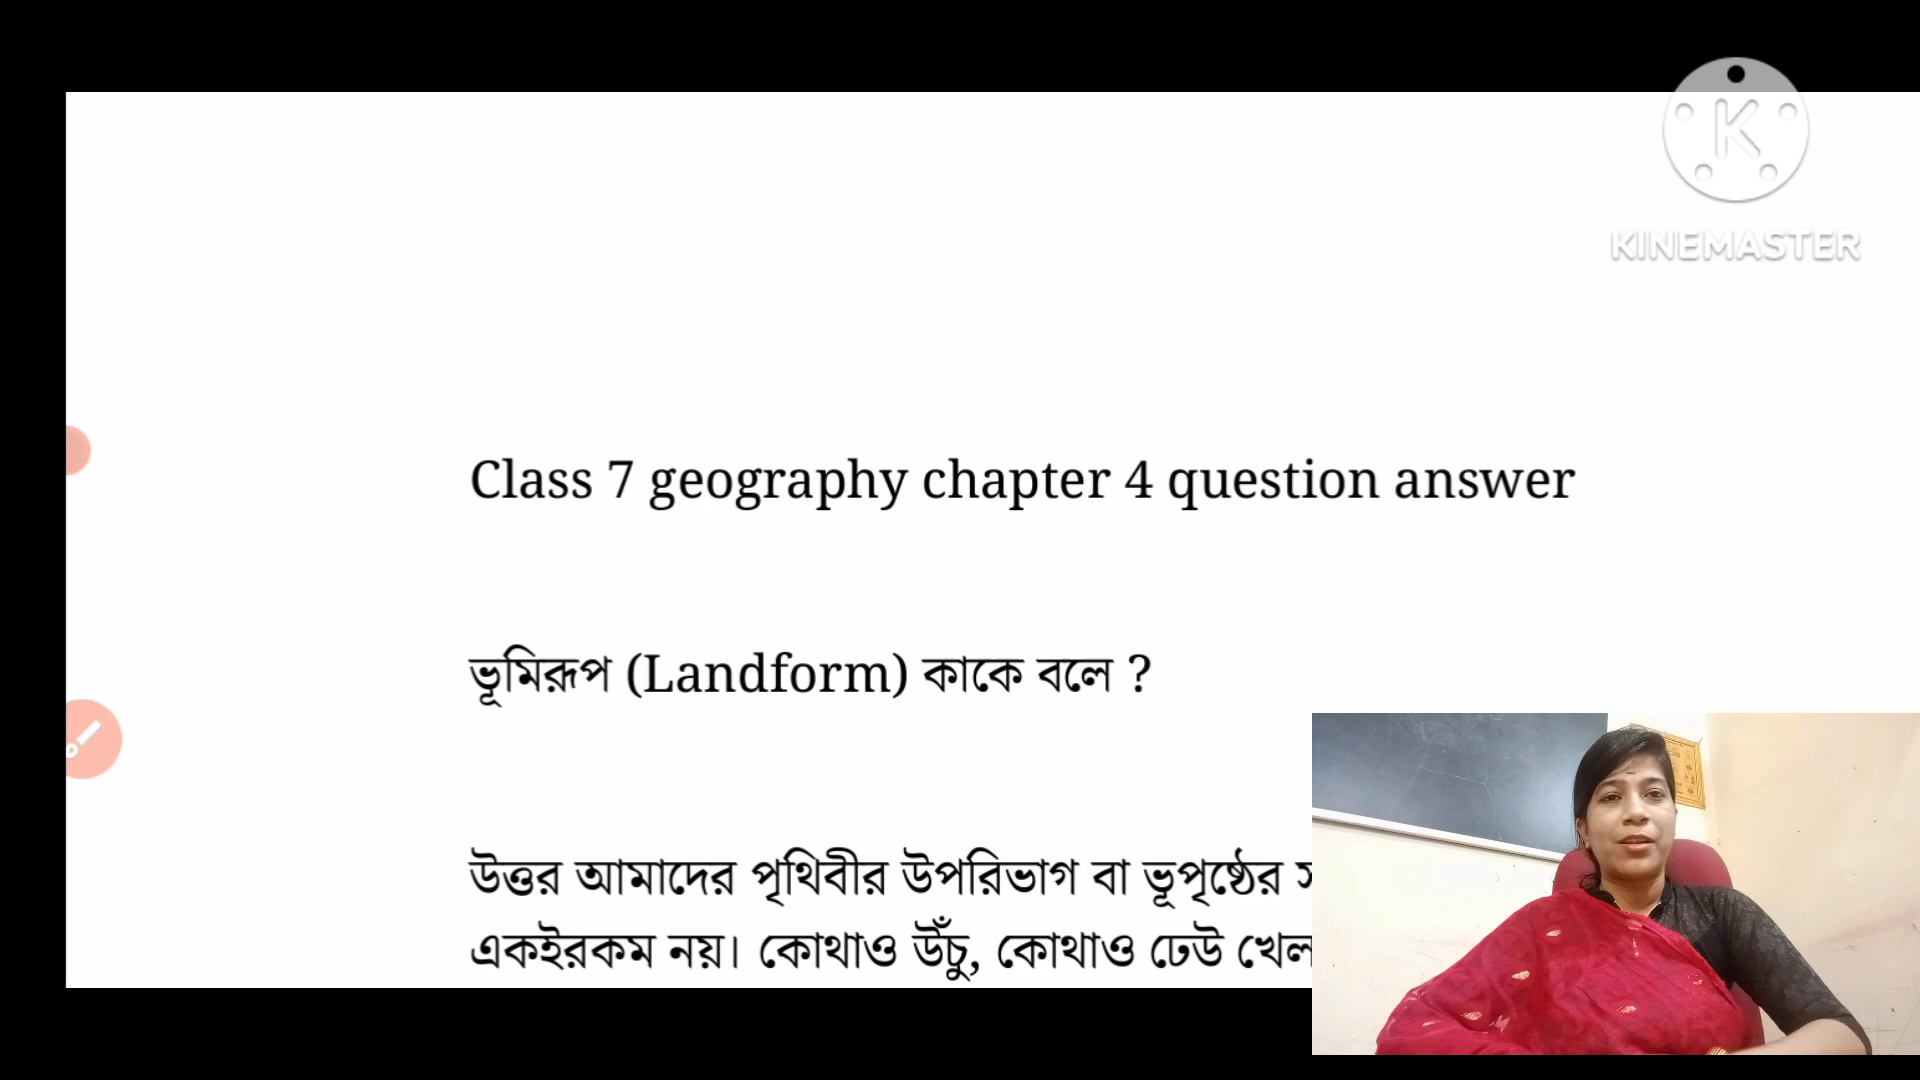 KINEMASTER
Class 7 geography chapter 4 question answer
ভূমিরূপ (Landform) কাকে বলে ?
উত্তর আমাদের পৃথিবীর উপরিভাগ বা ভূপৃষ্ঠের
একইরকম নয়। কোথাও উঁচু, কোথাও ঢেউ